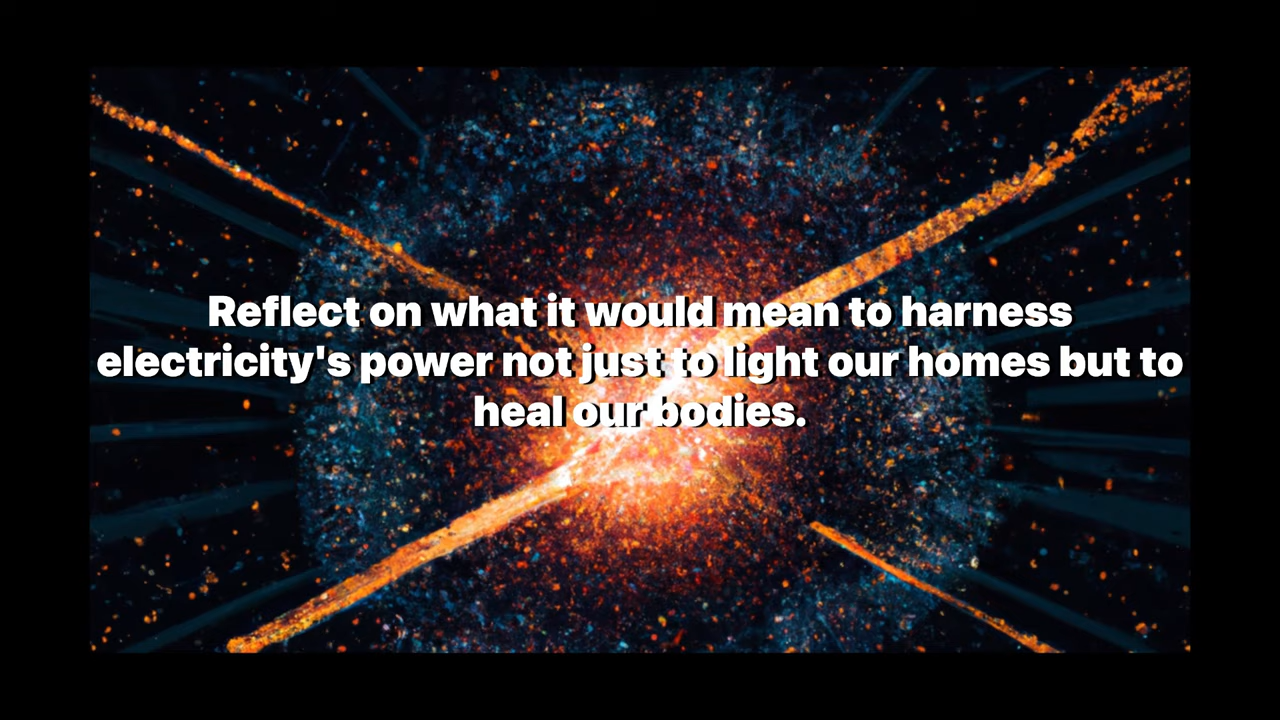 Reflect on what it would mean to harness
electricity's power not just to light our homes but to
heal our bodies.